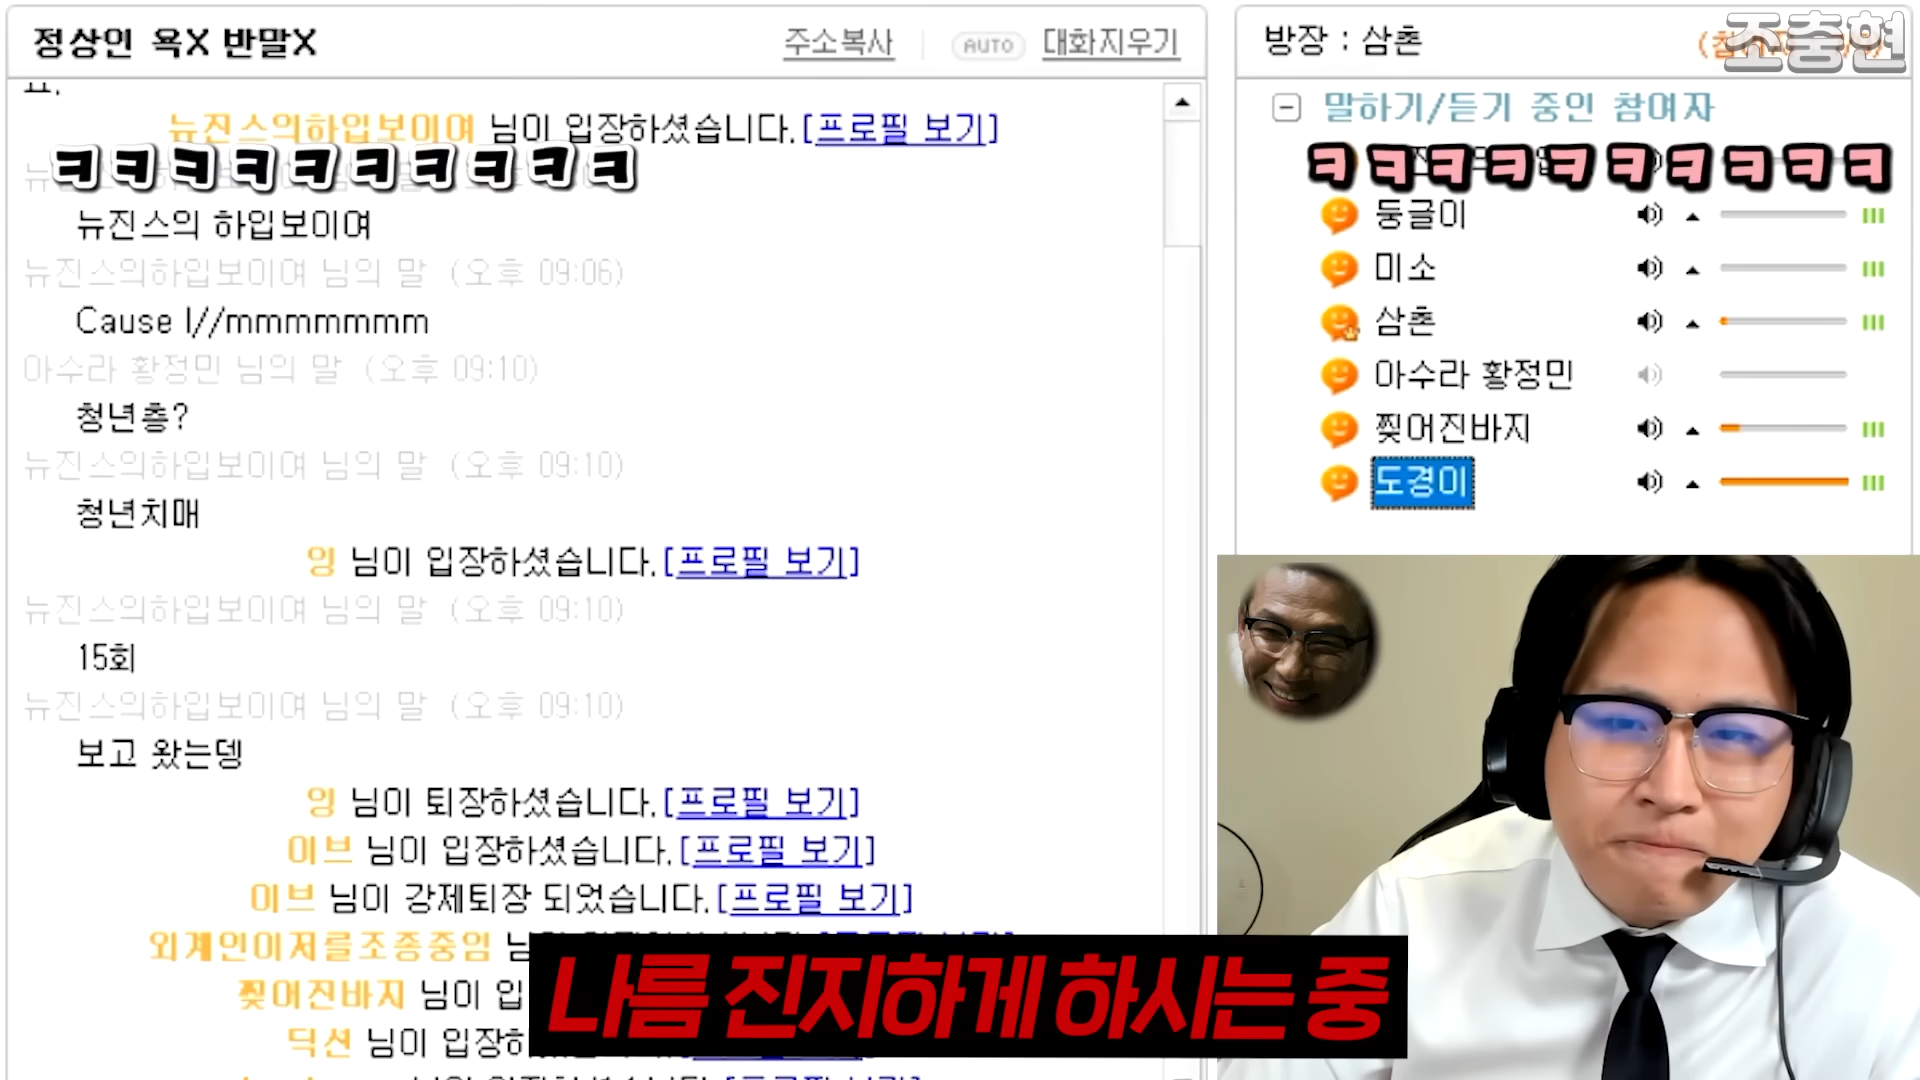 정상인 욕X 반말X
주소복사
AUTO
대화지우기
요.
뉴진스의하입보이여 님이 입장하셨습니다.[프로필 보기]
ㅋㅋㅋㅋㅋㅋㅋㅋㅋㅋ
뉴진스의 하입보이여
뉴진스의하입보이여 님의 말 (오후 09:06)
Cause I//mmmmmmm
아수라 황정민 님의 말 (오후 09:10)
청년층?
뉴진스의하입보이여 님의 말 (오후 09:10)
청년치매
잉 님이 입장하셨습니다.[프로필 보기]
뉴진스의하입보이여 님의 말 (오후 09:10)
15회
뉴진스의하입보이여 님의 말 (오후 09:10)
보고 왔는뎅
잉 님이 퇴장하셨습니다.[프로필 보기]
이브 님이 입장하셨습니다.[프로필 보기]
이브 님이 강제퇴장 되었습니다.[프로필 보기]
외계인이저를조종중임
찢어진바지 님이 입
딕션 님이 입장하
나름 진지하게 하시는 중
방장 : 삼촌
조충현
말하기/듣기 중인 참여자
ㅋㅋㅋㅋㅋㅋㅋㅋㅋㅋ
둥글이
미소
삼촌
아수라 황정민
찢어진바지
도경이